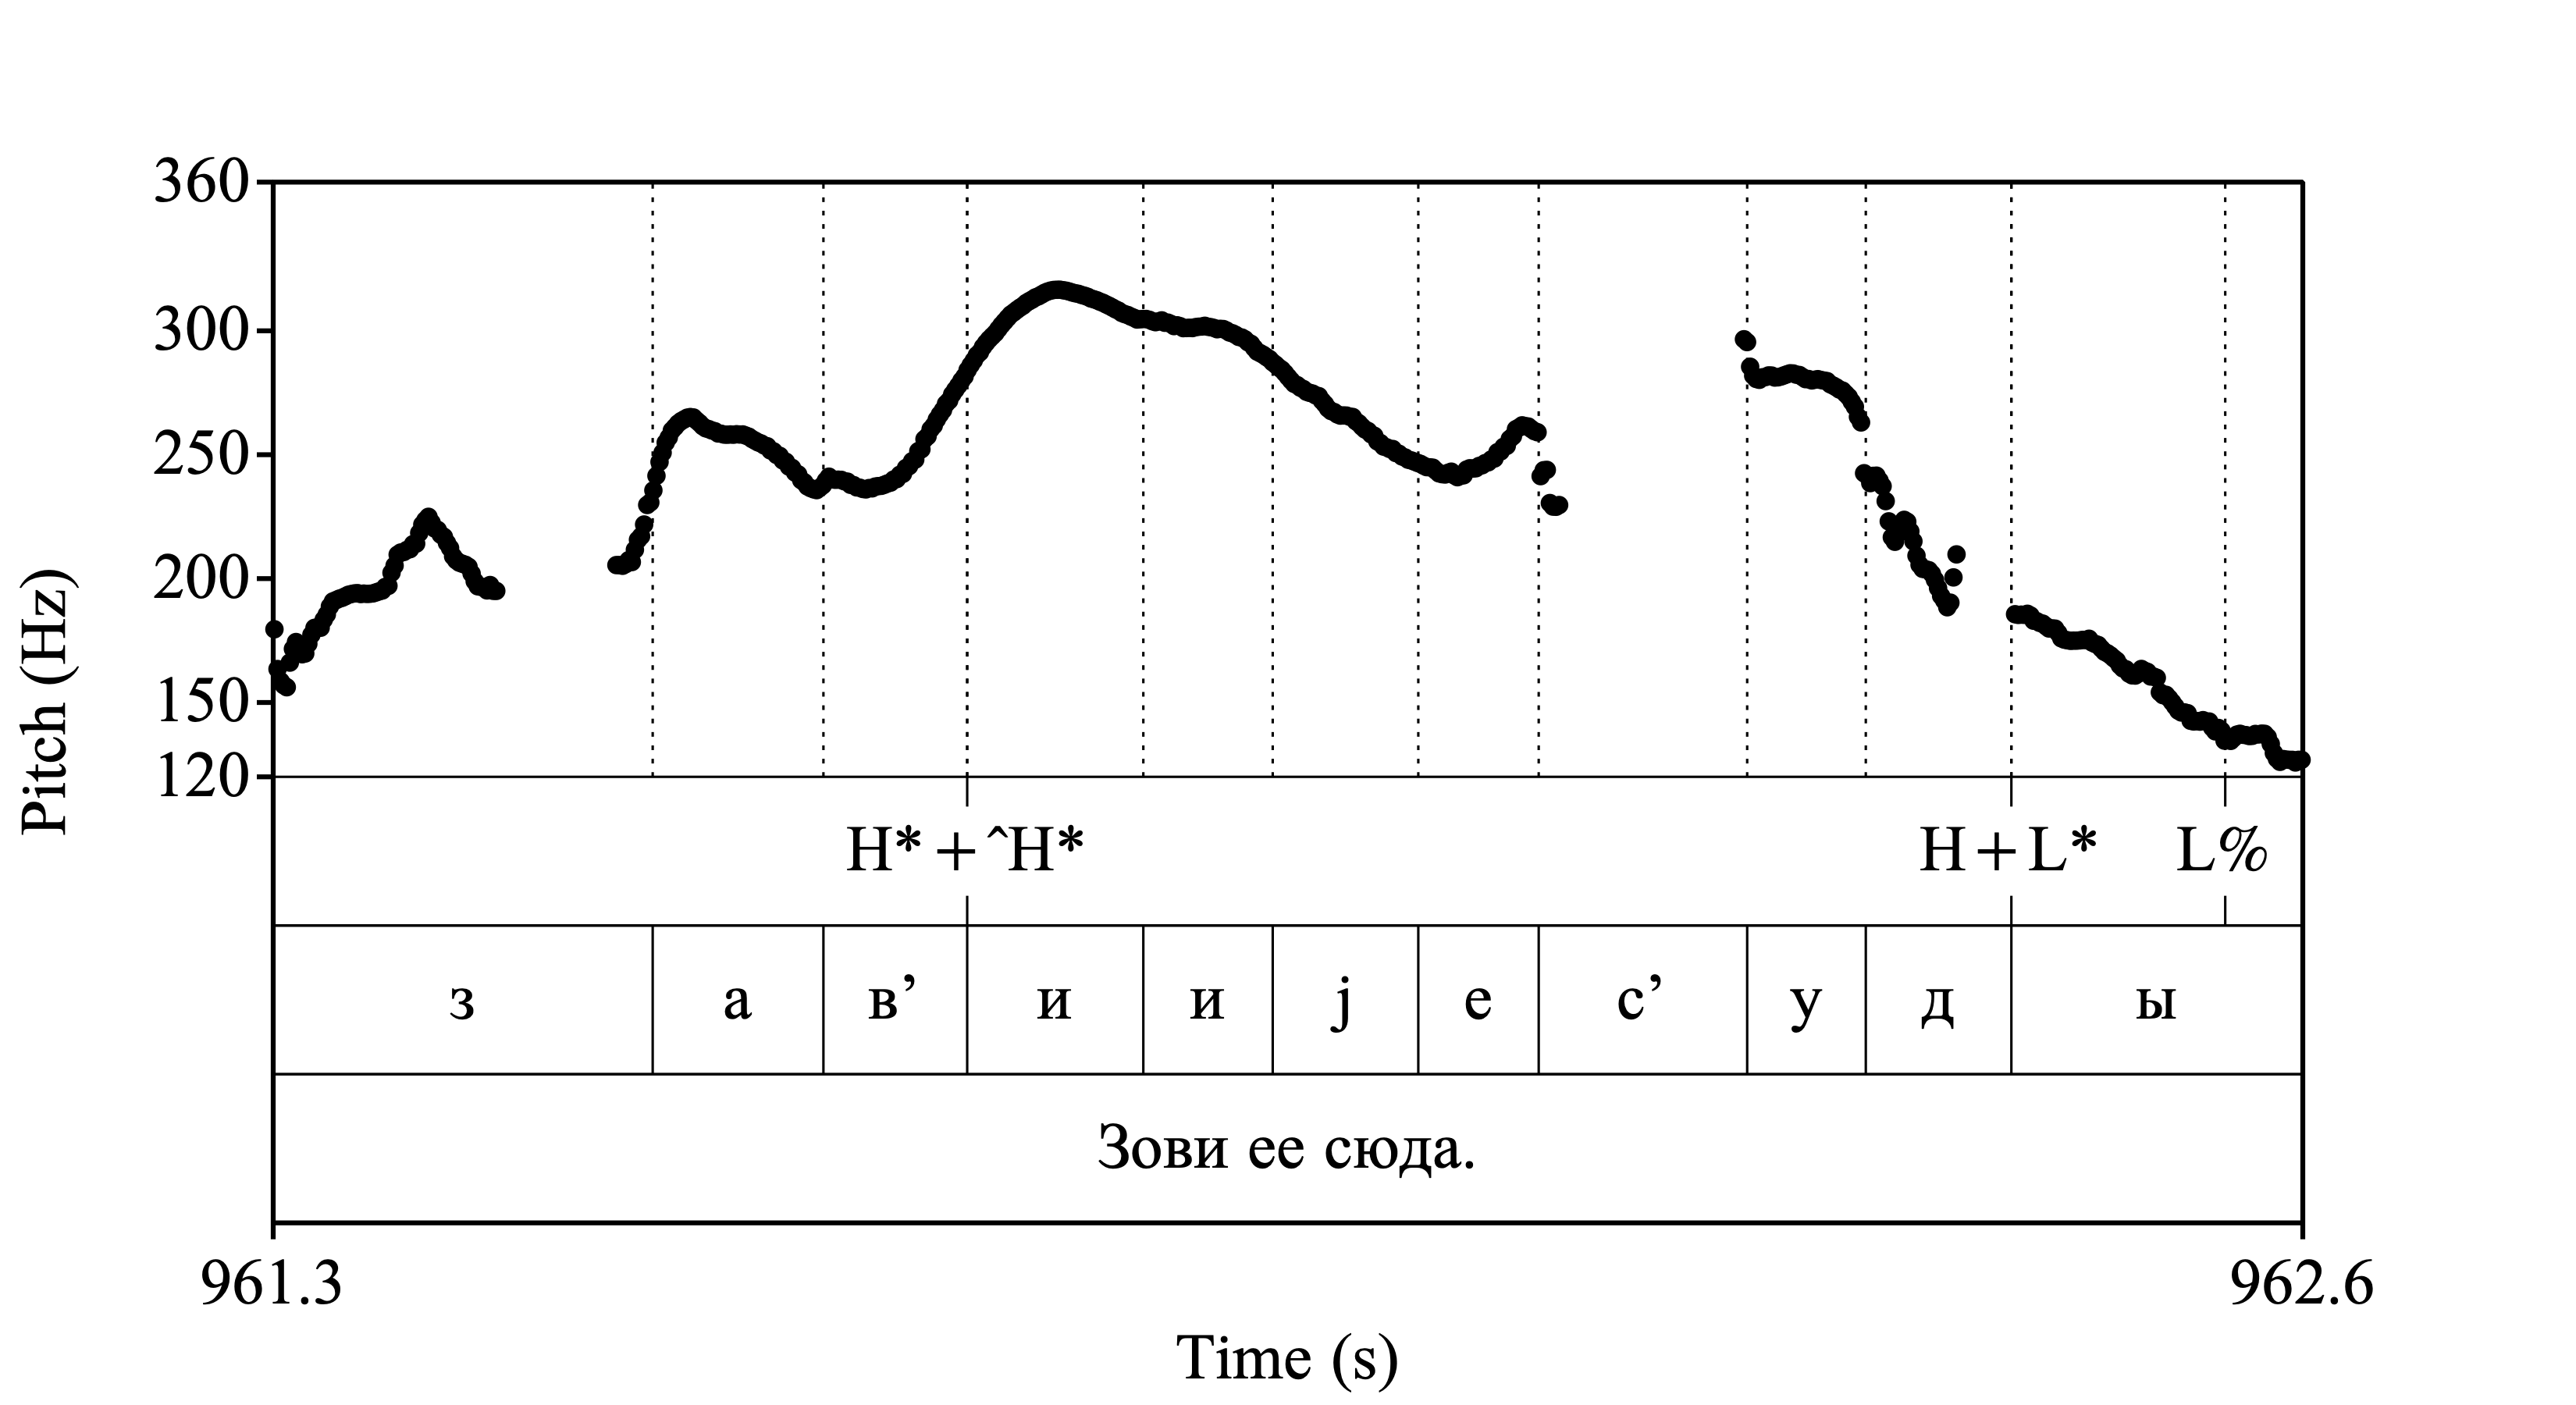 360
300
250
200
150
120
Pitch (Hz)
H*+^H* H+L* L%
з а в’ и и j е с’ у д ы
Зови ее сюда.
961.3 962.6
Time (s)